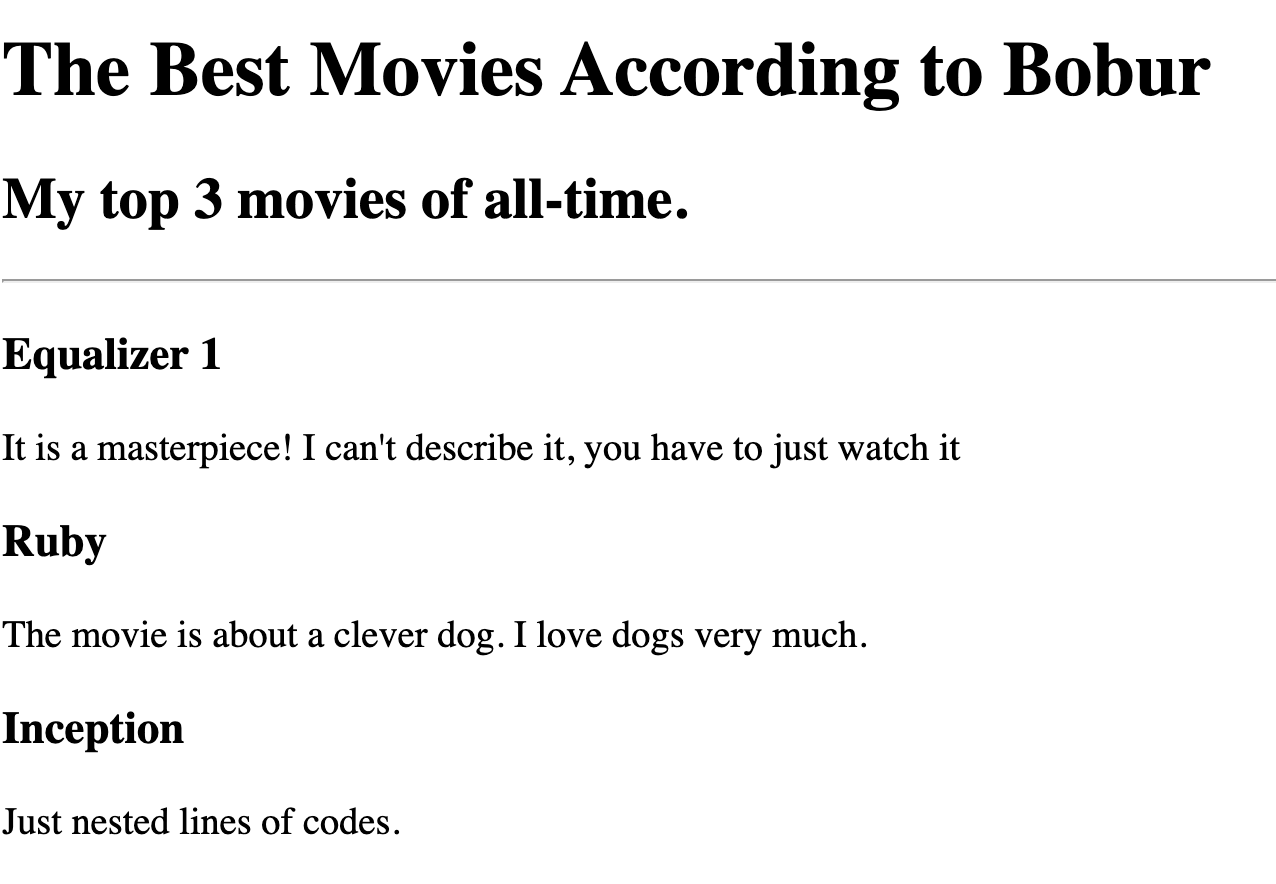 The Best Movies According to Bobur
My top 3 movies of all-time.
Equalizer 1
It is a masterpiece! I can't describe it, you have to just watch it
Ruby
The movie is about a clever dog. I love dogs very much.
Inception
Just nested lines of codes.